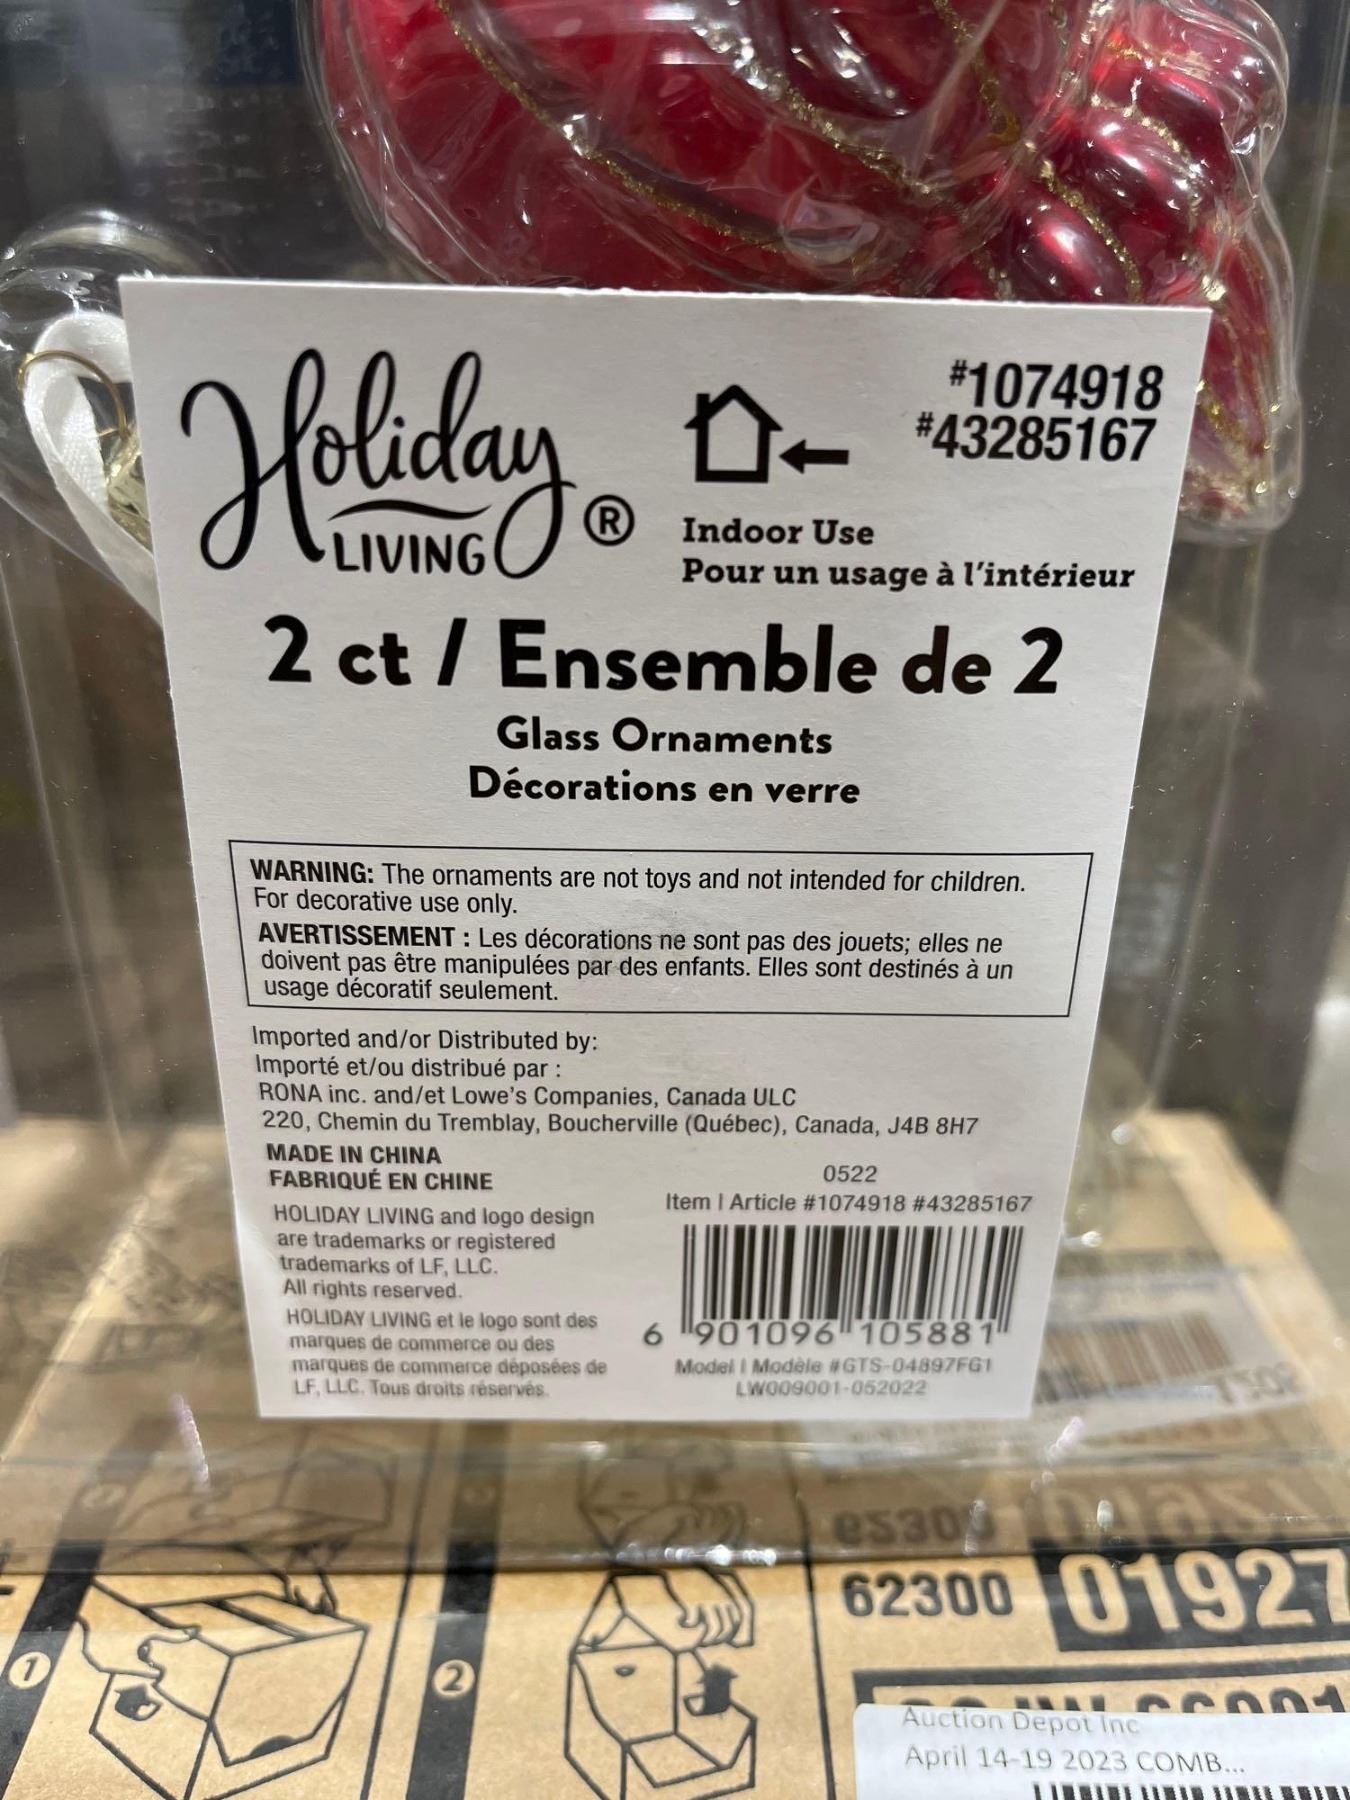 Holiday
LIVING®
#1074918
#43285167
Indoor Use
Pour un usage à l'intérieur
2 ct / Ensemble de 2
Glass Ornaments
Décorations en verre
WARNING: The ornaments are not toys and not intended for children.
For decorative use only.
AVERTISSEMENT : Les décorations ne sont pas des jouets; elles ne
doivent pas être manipulées par des enfants. Elles sont destinés à un
usage décoratif seulement.
Imported and/or Distributed by:
Importé et/ou distribué par :
RONA inc. and/et Lowe's Companies, Canada ULC
220, Chemin du Tremblay, Boucherville (Québec), Canada, J4B 8H7
MADE IN CHINA
FABRIQUÉ EN CHINE
HOLIDAY LIVING and logo design
are trademarks or registered
trademarks of LF, LLC.
All rights reserved.
HOLIDAY LIVING et le logo sont des
marques de commerce ou des
marques de commerce déposées de
LF, LLC. Tous droits réservés.
0522
Item | Article #1074918 #43285167
6 901096 105881
Model | Modèle #GTS-04897FG1
LW009001-052022
62300 01927
1
2
Auction Depot Inc
April 14-19 2023 COMB...